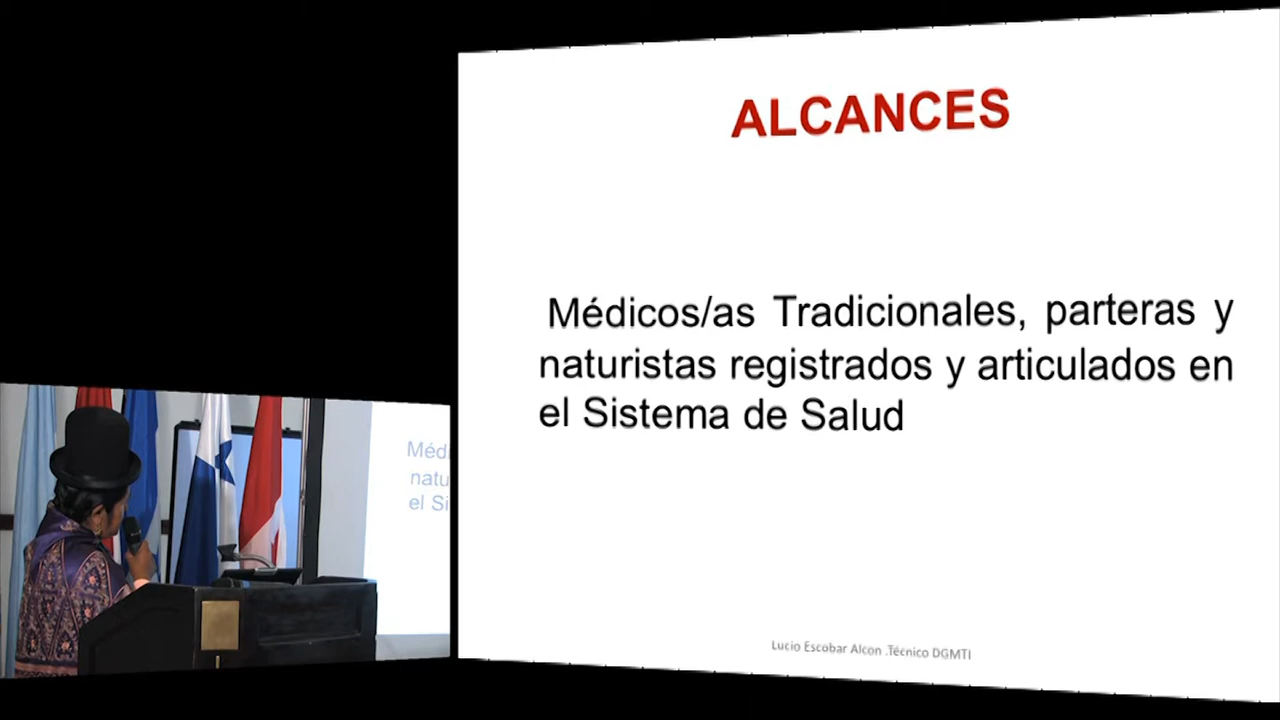 ALCANCES
Médicos/as Tradicionales, parteras y
naturistas registrados y articulados en
el Sistema de Salud
Lucio Escobar Alcon .Técnico DGMTI
Médi
natu
el Si